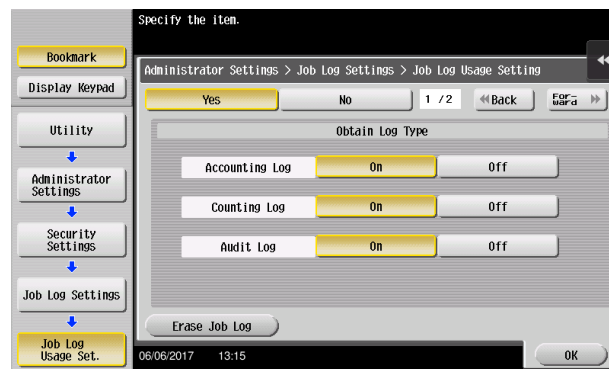 Specify the item.
Bookmark
Display Keypad
Utility
Administrator
Settings
Security
Settings
Job Log Settings
Job Log
Usage Set.
Administrator Settings > Job Log Settings > Job Log Usage Setting
Yes No 1 /2 Back For-
ward
Obtain Log Type
Accounting Log On Off
Counting Log On Off
Audit Log On Off
Erase Job Log
06/06/2017 13:15 OK